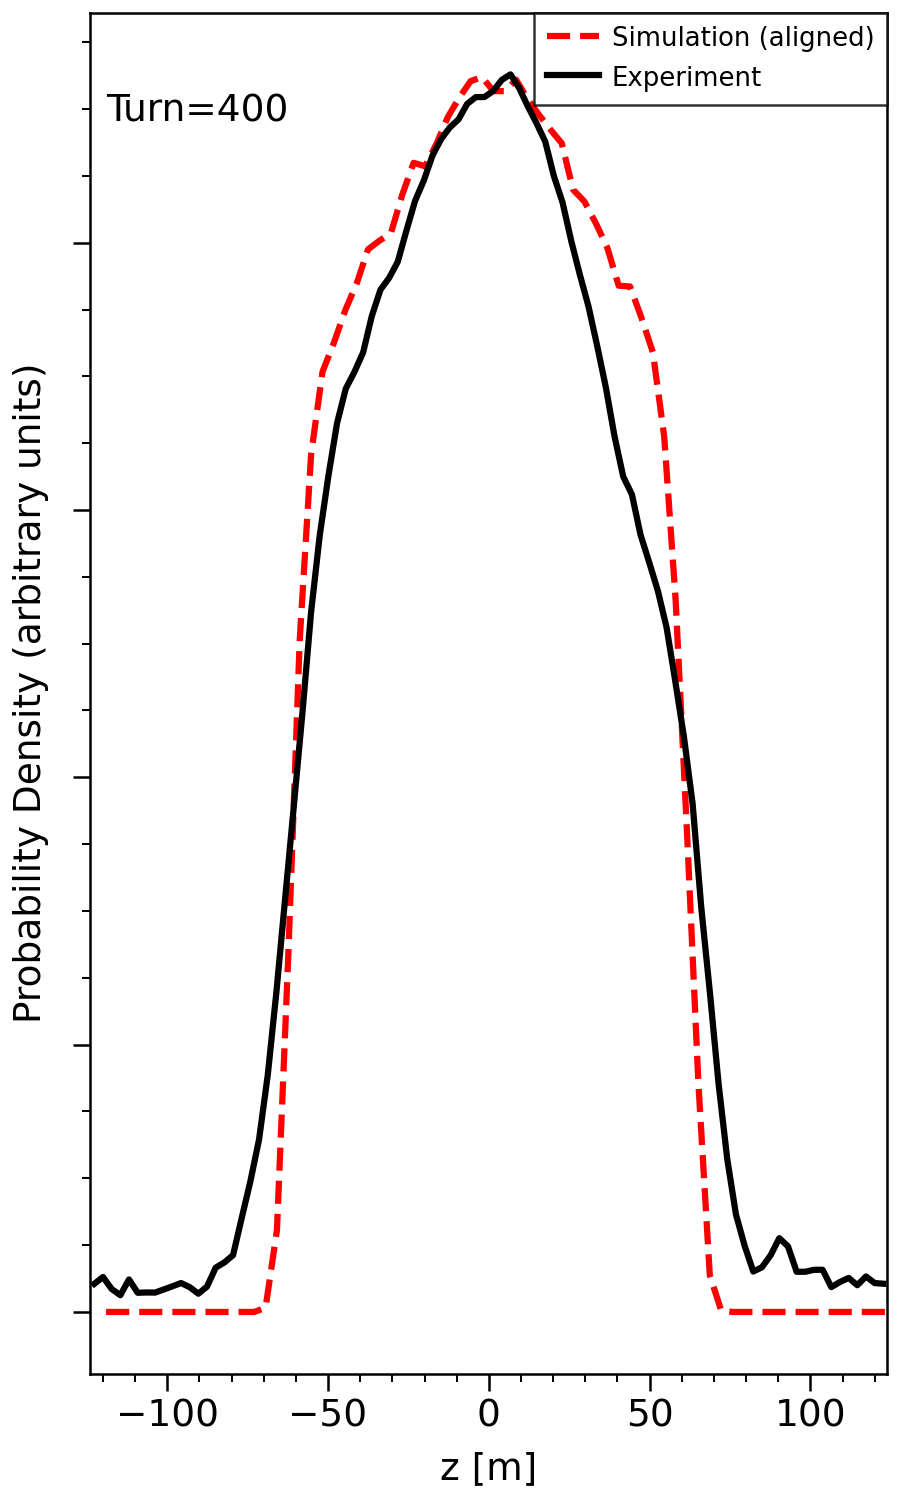 Simulation (aligned)
Experiment
Turn=400
Probability Density (arbitrary units)
−100
−50
0
50
100
z [m]